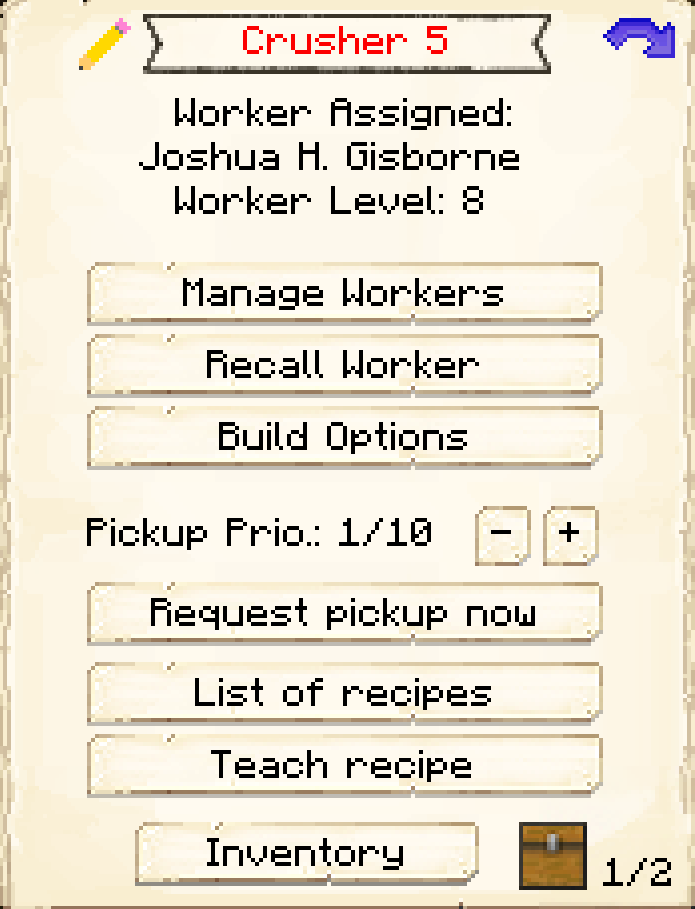 Crusher 5
Worker Assigned:
Joshua H. Gisborne
Worker Level: 8
Manage Workers
Recall Worker
Build Options
Pickup Prio.: 1/10 - +
Request pickup now
List of recipes
Teach recipe
Inventory
1/2